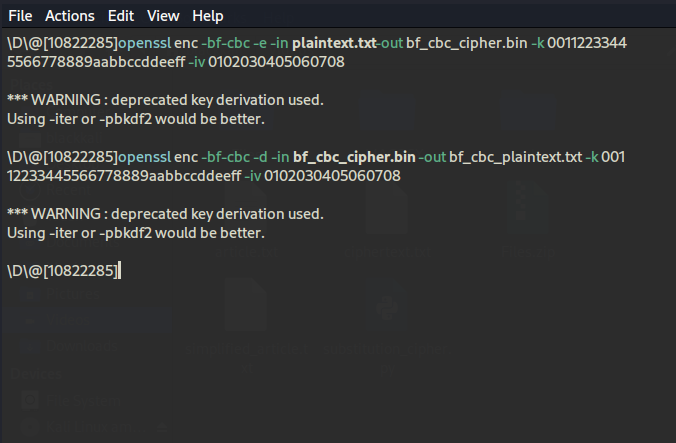 File Actions Edit View Help
\D\@[10822285]openssl enc -bf-cbc -e -in plaintext.txt-out bf_cbc_cipher.bin -k 0011223344
5566778889aabbccddeeff -iv 0102030405060708
*** WARNING : deprecated key derivation used.
Using -iter or -pbkdf2 would be better.
\D\@[10822285]openssl enc -bf-cbc -d -in bf_cbc_cipher.bin -out bf_cbc_plaintext.txt -k 001
12233445566778889aabbccddeeff -iv 0102030405060708
*** WARNING : deprecated key derivation used.
Using -iter or -pbkdf2 would be better.
\D\@[10822285]